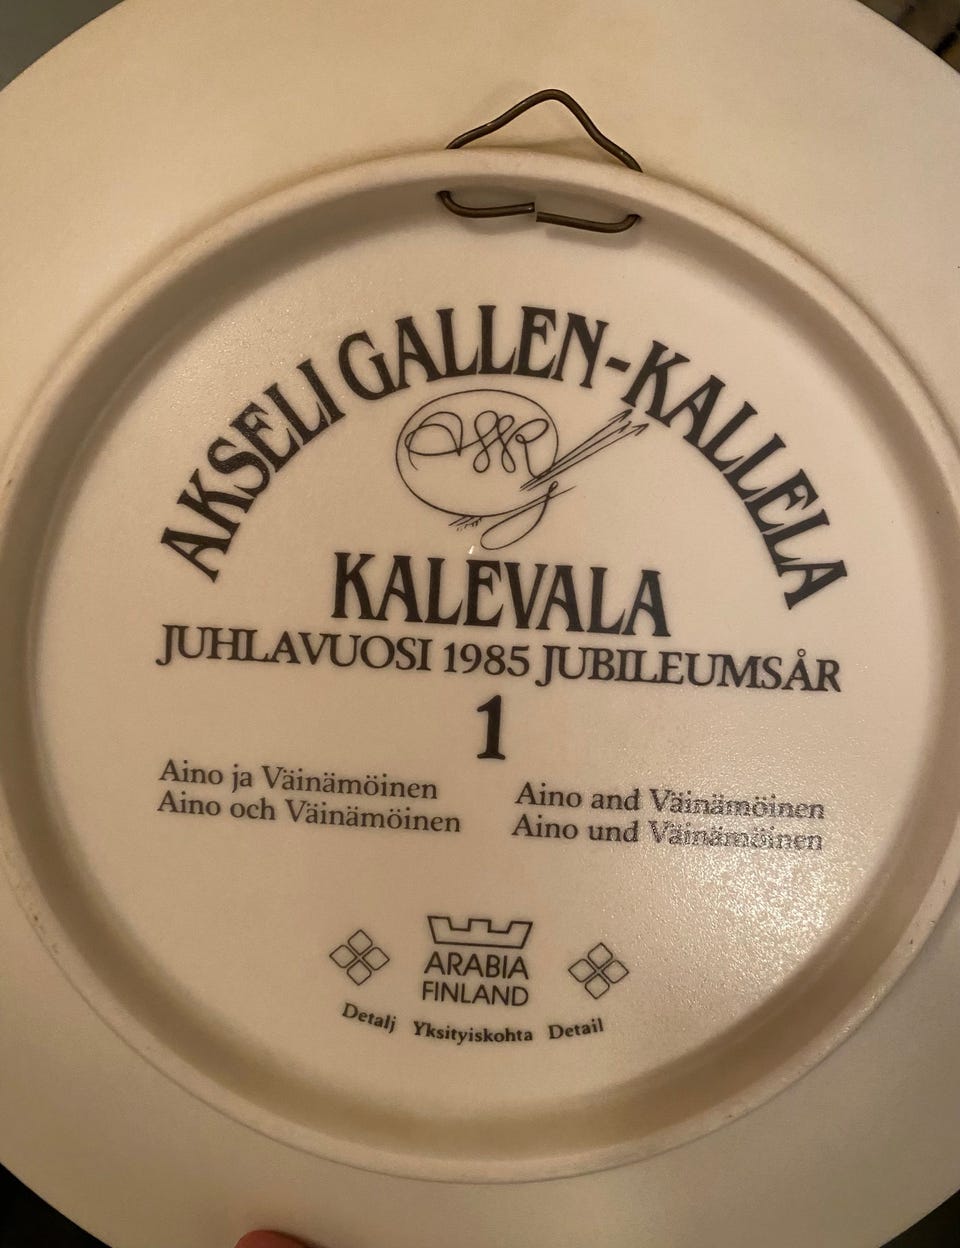 AKSELI GALLEN-KALLELA
KALEVALA
JUHLAVUOSI 1985 JUBILEUMSÅR
1
Aino ja Väinämöinen
Aino och Väinämöinen
Aino and Väinämöinen
Aino und Väinämöinen
ARABIA
FINLAND
Detalj Yksityiskohta Detail